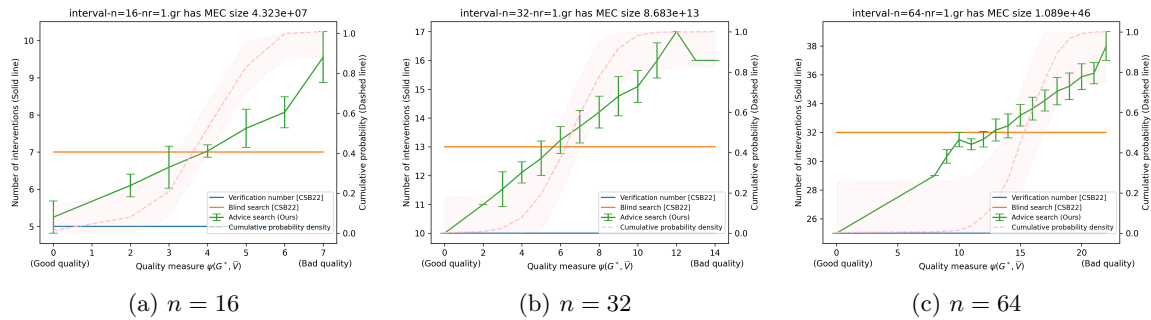 interval-n=16-nr=1.gr has MEC size 4.323e+07
Number of interventions (Solid line)
10
9
8
7
6
5
1.0
0.8
0.6
0.4
0.2
0.0
Cumulative probability (Dashed line))
Verification number [CSB22]
Blind search [CSB22]
Advice search (Ours)
Cumulative probability density
0 1 2 3 4 5 6 7
(Good quality) Quality measure ψ(G*, Ṽ) (Bad quality)
(a) n = 16
interval-n=32-nr=1.gr has MEC size 8.683e+13
Number of interventions (Solid line)
17
16
15
14
13
12
11
10
1.0
0.8
0.6
0.4
0.2
0.0
Cumulative probability (Dashed line))
Verification number [CSB22]
Blind search [CSB22]
Advice search (Ours)
Cumulative probability density
0 2 4 6 8 10 12 14
(Good quality) Quality measure ψ(G*, Ṽ) (Bad quality)
(b) n = 32
interval-n=64-nr=1.gr has MEC size 1.089e+46
Number of interventions (Solid line)
38
36
34
32
30
28
26
1.0
0.8
0.6
0.4
0.2
0.0
Cumulative probability (Dashed line))
Verification number [CSB22]
Blind search [CSB22]
Advice search (Ours)
Cumulative probability density
0 5 10 15 20
(Good quality) Quality measure ψ(G*, Ṽ) (Bad quality)
(c) n = 64